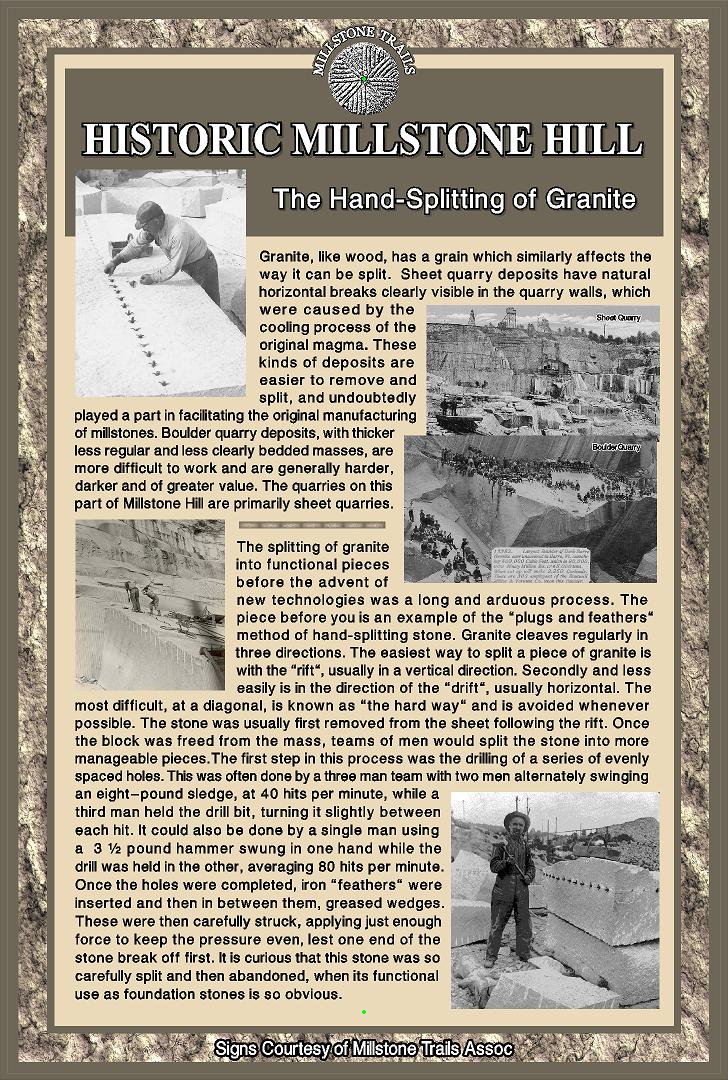 MILLSTONE TRAILS
HISTORIC MILLSTONE HILL
The Hand-Splitting of Granite
Granite, like wood, has a grain which similarly affects the
way it can be split. Sheet quarry deposits have natural
horizontal breaks clearly visible in the quarry walls, which
were caused by the
cooling process of the
original magma. These
kinds of deposits are
easier to remove and
split, and undoubtedly
played a part in facilitating the original manufacturing
of millstones. Boulder quarry deposits, with thicker
less regular and less clearly bedded masses, are
more difficult to work and are generally harder,
darker and of greater value. The quarries on this
part of Millstone Hill are primarily sheet quarries.
Sheet Quarry
Boulder Quarry
The splitting of granite
into functional pieces
before the advent of
new technologies was a long and arduous process. The
piece before you is an example of the "plugs and feathers"
method of hand-splitting stone. Granite cleaves regularly in
three directions. The easiest way to split a piece of granite is
with the "rift", usually in a vertical direction. Secondly and less
easily is in the direction of the "drift", usually horizontal. The
most difficult, at a diagonal, is known as "the hard way" and is avoided whenever
possible. The stone was usually first removed from the sheet following the rift. Once
the block was freed from the mass, teams of men would split the stone into more
manageable pieces.The first step in this process was the drilling of a series of evenly
spaced holes. This was often done by a three man team with two men alternately swinging
an eight–pound sledge, at 40 hits per minute, while a
third man held the drill bit, turning it slightly between
each hit. It could also be done by a single man using
a 3 ½ pound hammer swung in one hand while the
drill was held in the other, averaging 80 hits per minute.
Once the holes were completed, iron "feathers" were
inserted and then in between them, greased wedges.
These were then carefully struck, applying just enough
force to keep the pressure even, lest one end of the
stone break off first. It is curious that this stone was so
carefully split and then abandoned, when its functional
use as foundation stones is so obvious.
Signs Courtesy of Millstone Trails Assoc